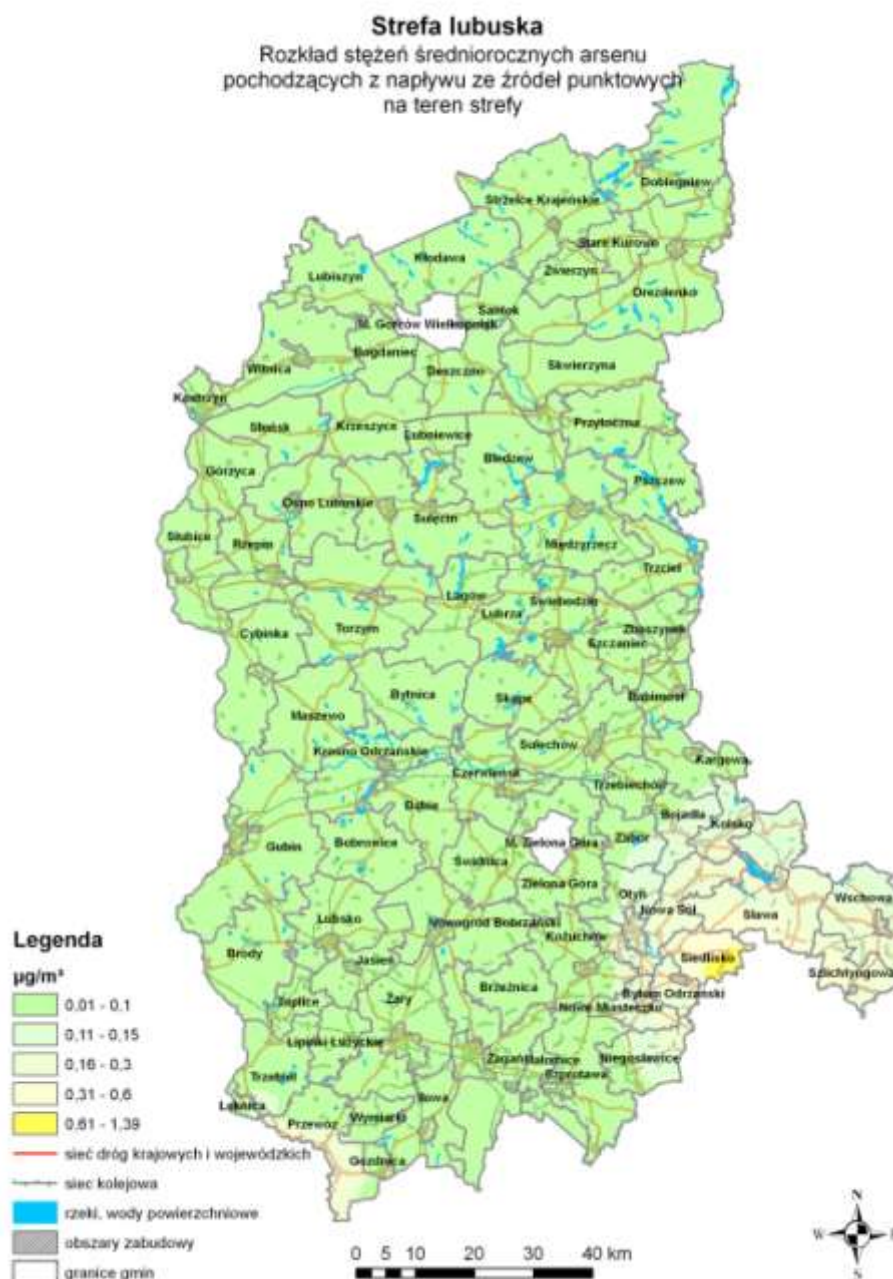 Strefa lubuska
Rozkład stężeń średniorocznych arsenu
pochodzących z napływu ze źródeł punktowych
na teren strefy
Dobiegniew
Strzelce Krajeńskie
Stare Kurowo
Kłodawa
Zwierzyn
Lubiszyn
Drezdenko
Santok
M. Gorzów Wielkopolsk
Bogdaniec
Witnica
Deszczno
Skwierzyna
Kostrzyn
Słońsk
Krzeszyce
Lubniewice
Przytoczna
Bledzew
Górzyca
Pszczew
Ośno Lubuskie
Sulęcin
Słubice
Rzepin
Międzyrzecz
Trzciel
Łagów
Lubrza
Świebodzin
Cybinka
Torzym
Zbąszynek
Szczaniec
Bytnica
Skąpe
Babimost
Maszewo
Krosno Odrzańskie
Sulechów
Czerwieńsk
Kargowa
Trzebiechów
Dąbie
Bojadła
Kolsko
Gubin
Bobrowice
M. Zielona Góra
Zabór
Świdnica
Zielona Góra
Otyń
Nowa Sól
Sława
Wschowa
Lubsko
Nowogród Bobrzański
Kożuchów
Brody
Jasień
Siedlisko
Szlichtyngowa
Brzeźnica
Bytom Odrzański
Tuplice
Żary
Nowe Miasteczko
Lipinki Łużyckie
Żagań
Małomice
Niegosławice
Szprotawa
Trzebiel
Łęknica
Iłowa
Przewóz
Wymiarki
Gozdnica
Legenda
µg/m³
0,01 - 0,1
0,11 - 0,15
0,16 - 0,3
0,31 - 0,6
0,61 - 1,39
sieć dróg krajowych i wojewódzkich
siec kolejowa
rzeki, wody powierzchniowe
obszary zabudowy
granice gmin
0 5 10 20 30 40 km
N
W
S